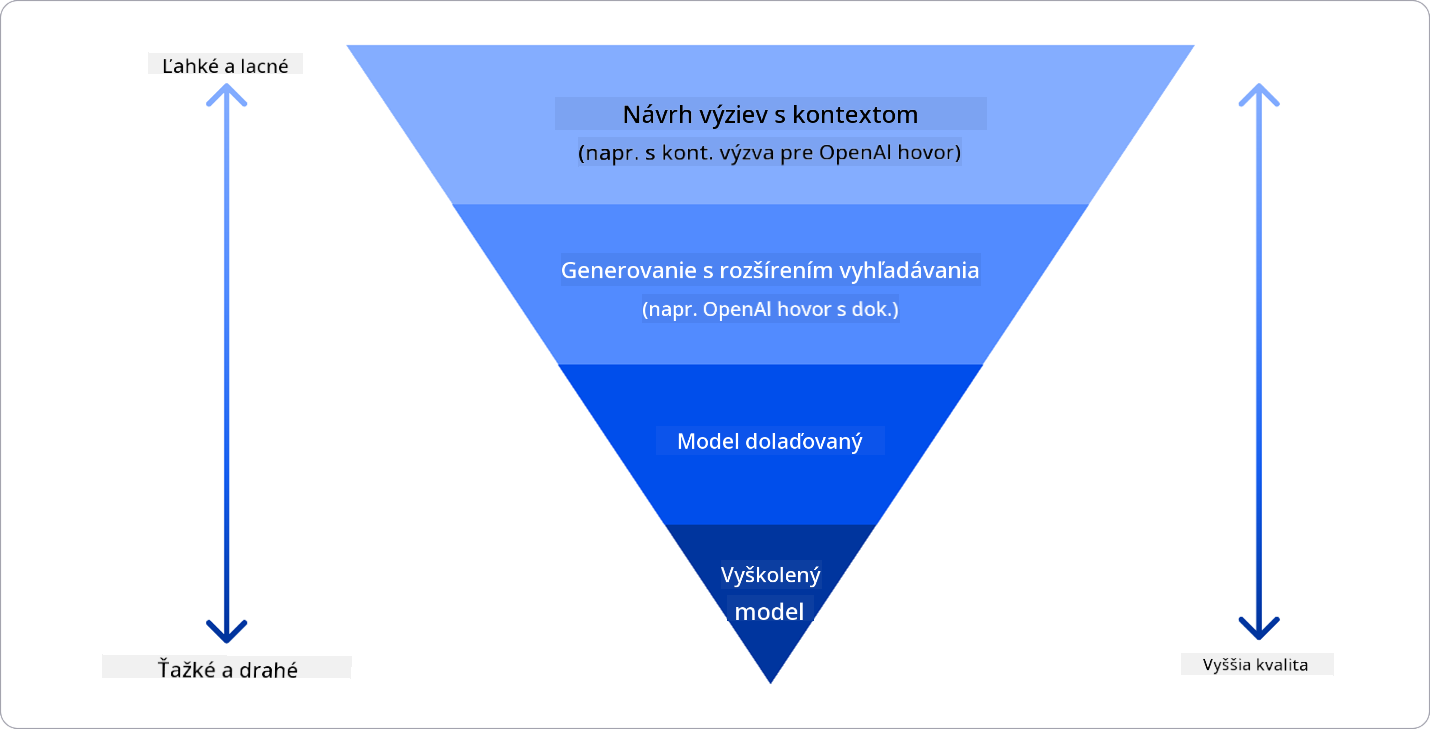 Ľahké a lacné
Návrh výziev s kontextom
(napr. s kont. výzva pre OpenAI hovor)
Generovanie s rozšírením vyhľadávania
(napr. OpenAI hovor s dok.)
Model dolaďovaný
Vyškolený
model
Ťažké a drahé
Vyššia kvalita